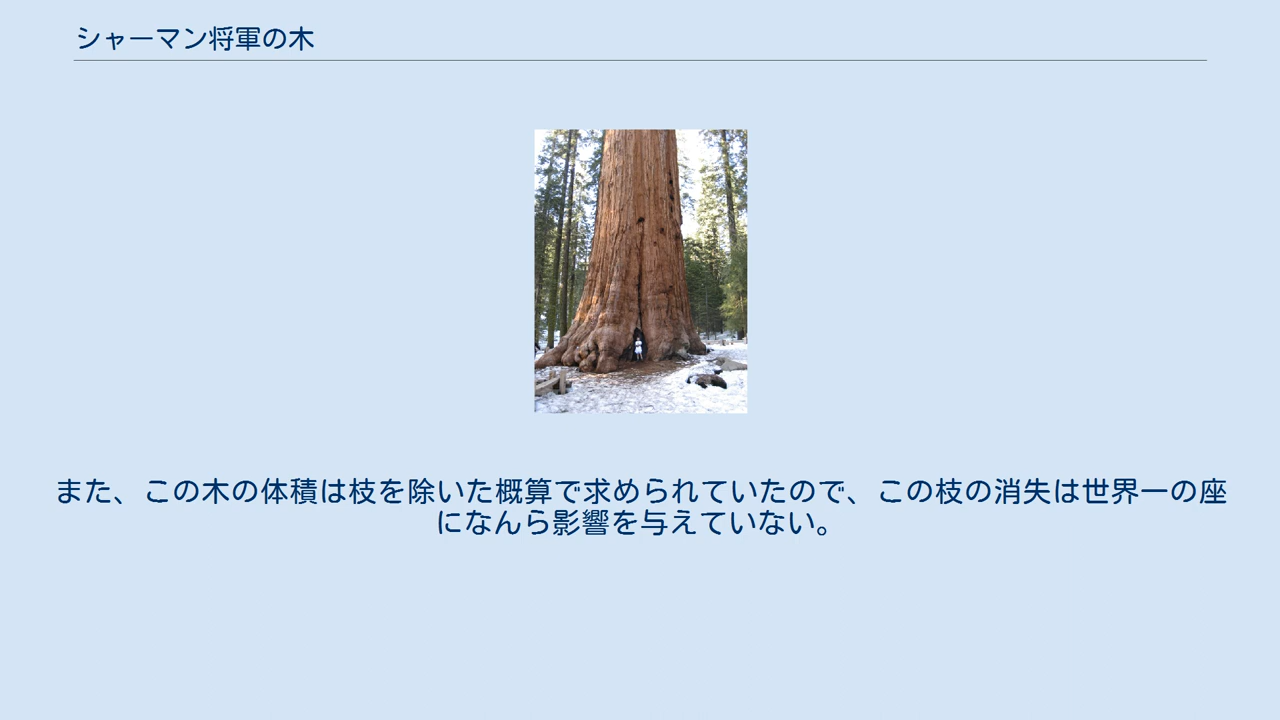 シャーマン将軍の木
また、この木の体積は枝を除いた概算で求められていたので、この枝の消失は世界一の座
になんら影響を与えていない。